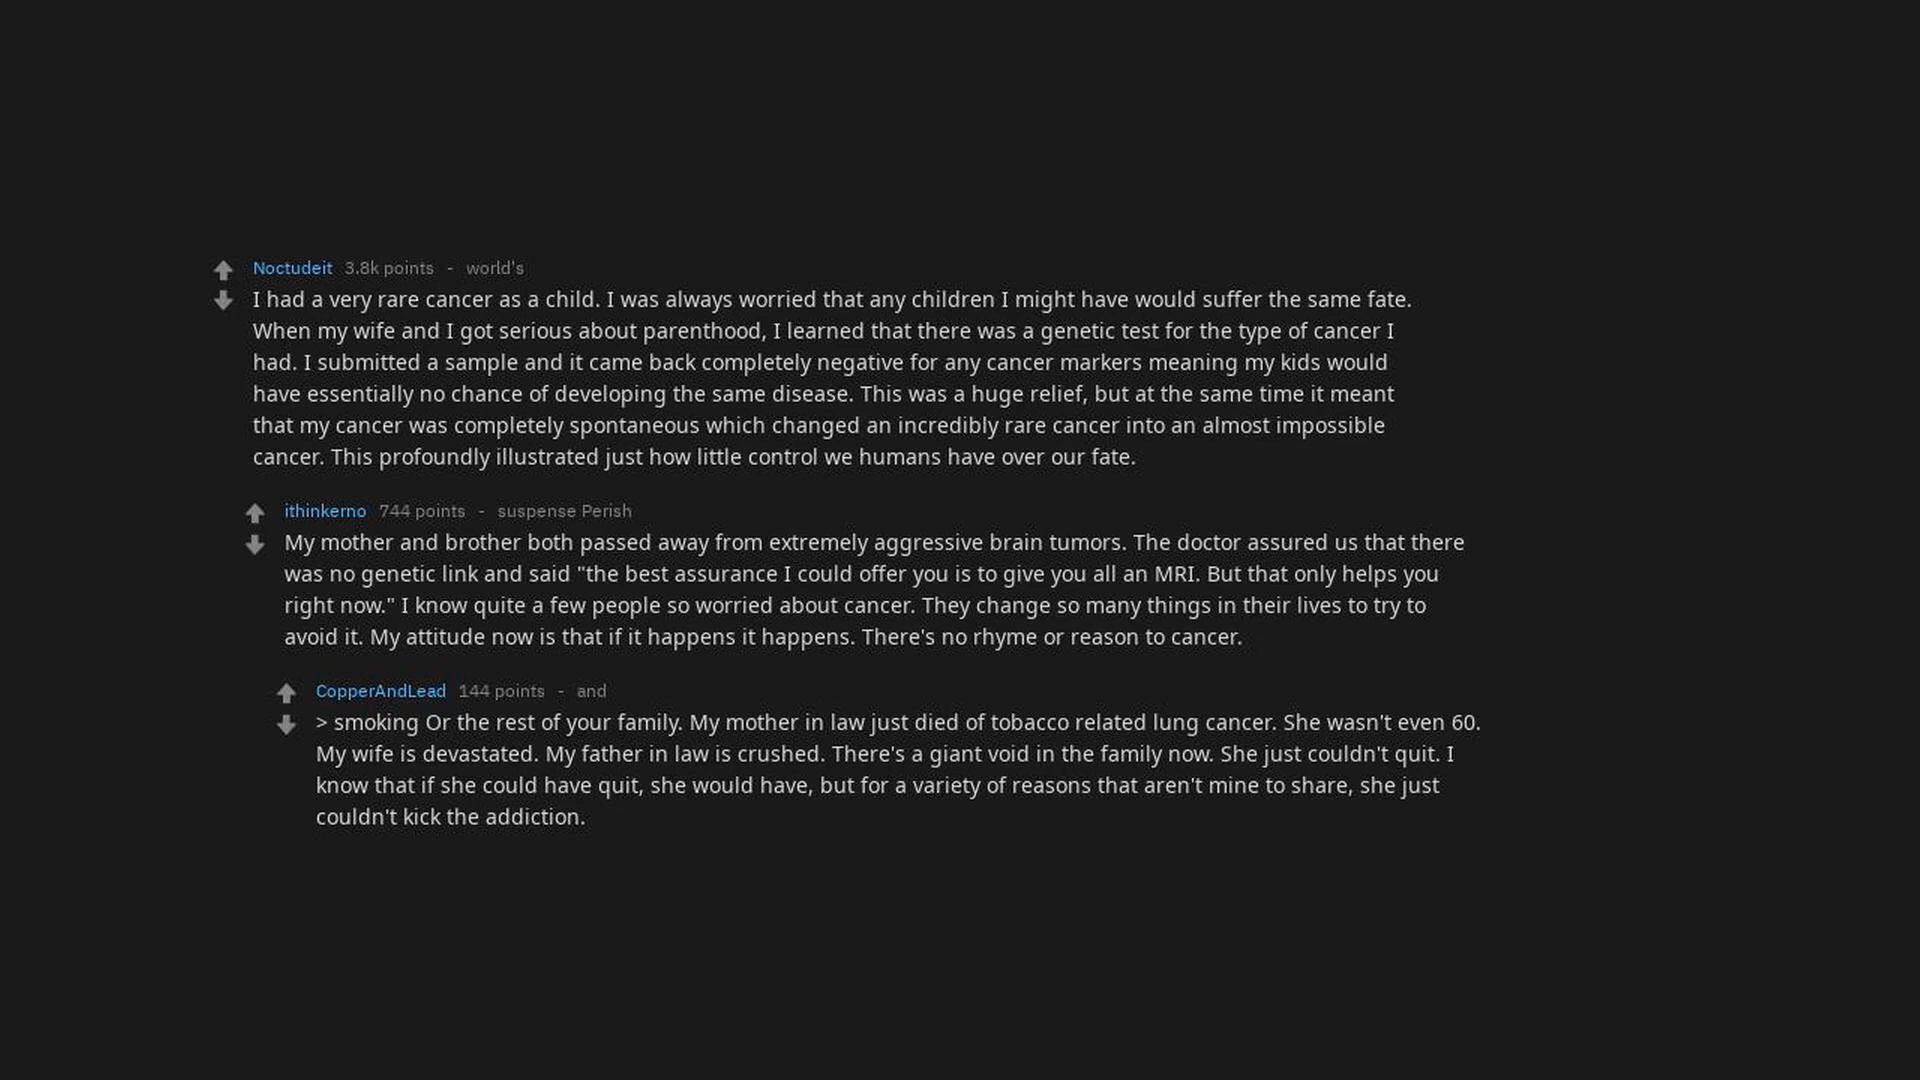 Noctudeit 3.8k points - world's
I had a very rare cancer as a child. I was always worried that any children I might have would suffer the same fate.
When my wife and I got serious about parenthood, I learned that there was a genetic test for the type of cancer I
had. I submitted a sample and it came back completely negative for any cancer markers meaning my kids would
have essentially no chance of developing the same disease. This was a huge relief, but at the same time it meant
that my cancer was completely spontaneous which changed an incredibly rare cancer into an almost impossible
cancer. This profoundly illustrated just how little control we humans have over our fate.
ithinkerno 744 points - suspense Perish
My mother and brother both passed away from extremely aggressive brain tumors. The doctor assured us that there
was no genetic link and said "the best assurance I could offer you is to give you all an MRI. But that only helps you
right now." I know quite a few people so worried about cancer. They change so many things in their lives to try to
avoid it. My attitude now is that if it happens it happens. There's no rhyme or reason to cancer.
CopperAndLead 144 points - and
> smoking Or the rest of your family. My mother in law just died of tobacco related lung cancer. She wasn't even 60.
My wife is devastated. My father in law is crushed. There's a giant void in the family now. She just couldn't quit. I
know that if she could have quit, she would have, but for a variety of reasons that aren't mine to share, she just
couldn't kick the addiction.